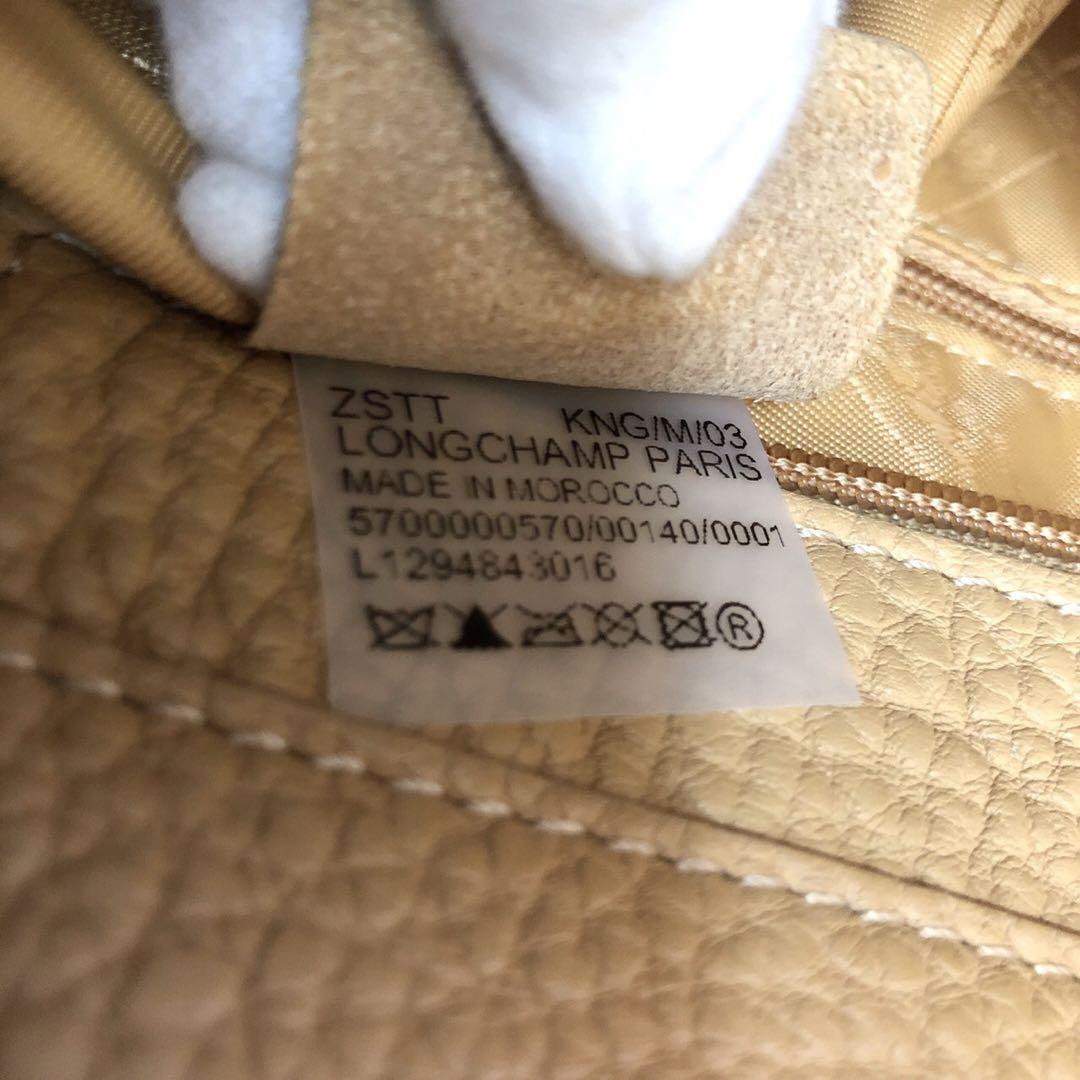 ZSTT KNG/M/03
LONGCHAMP PARIS
MADE IN MOROCCO
5700000570/00140/0001
L1294843016
®